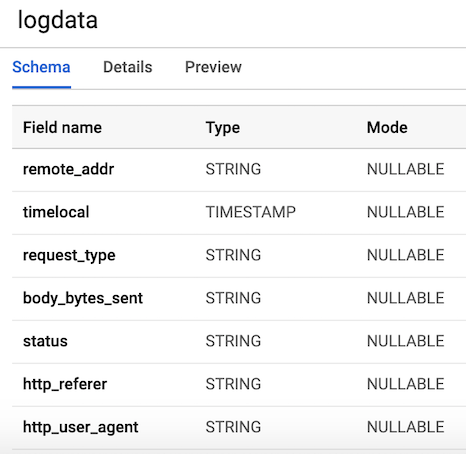 logdata
Schema Details Preview
Field name Type Mode
remote_addr STRING NULLABLE
timelocal TIMESTAMP NULLABLE
request_type STRING NULLABLE
body_bytes_sent STRING NULLABLE
status STRING NULLABLE
http_referer STRING NULLABLE
http_user_agent STRING NULLABLE